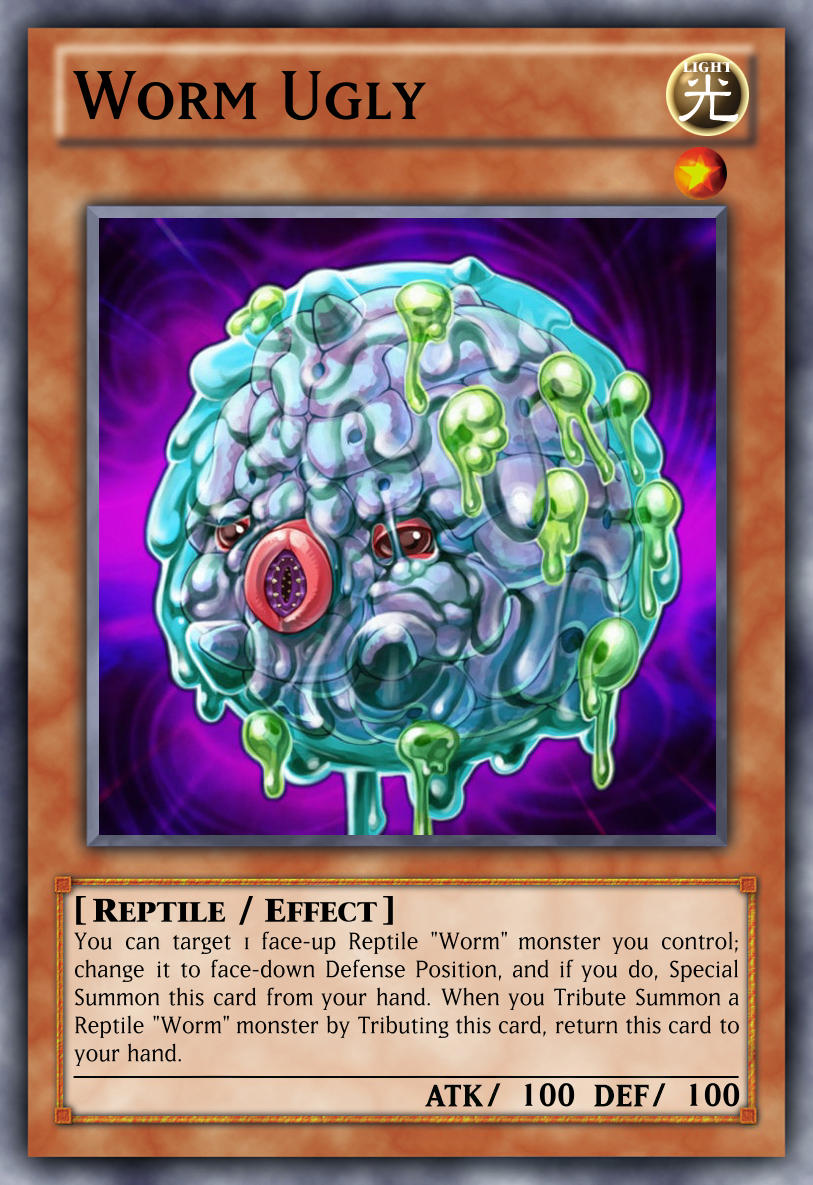 Worm Ugly
LIGHT
光
[ Reptile / Effect ]
You can target 1 face-up Reptile "Worm" monster you control;
change it to face-down Defense Position, and if you do, Special
Summon this card from your hand. When you Tribute Summon a
Reptile "Worm" monster by Tributing this card, return this card to
your hand.
ATK/ 100 DEF/ 100